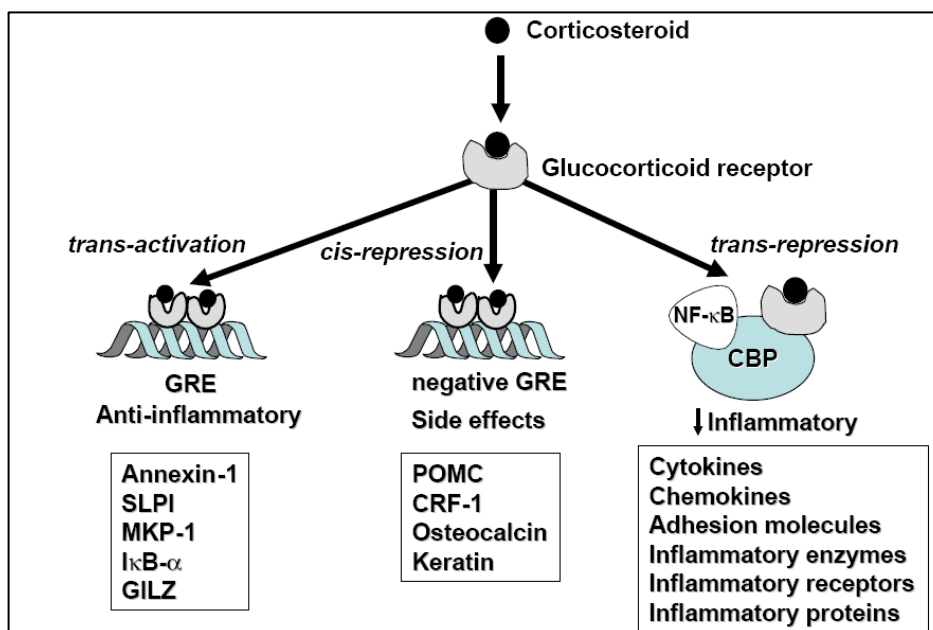 Corticosteroid
Glucocorticoid receptor
trans-activation
cis-repression
trans-repression
NF-κB
CBP
GRE
Anti-inflammatory
negative GRE
Side effects
Inflammatory
Annexin-1
SLPI
MKP-1
IκB-α
GILZ
POMC
CRF-1
Osteocalcin
Keratin
Cytokines
Chemokines
Adhesion molecules
Inflammatory enzymes
Inflammatory receptors
Inflammatory proteins